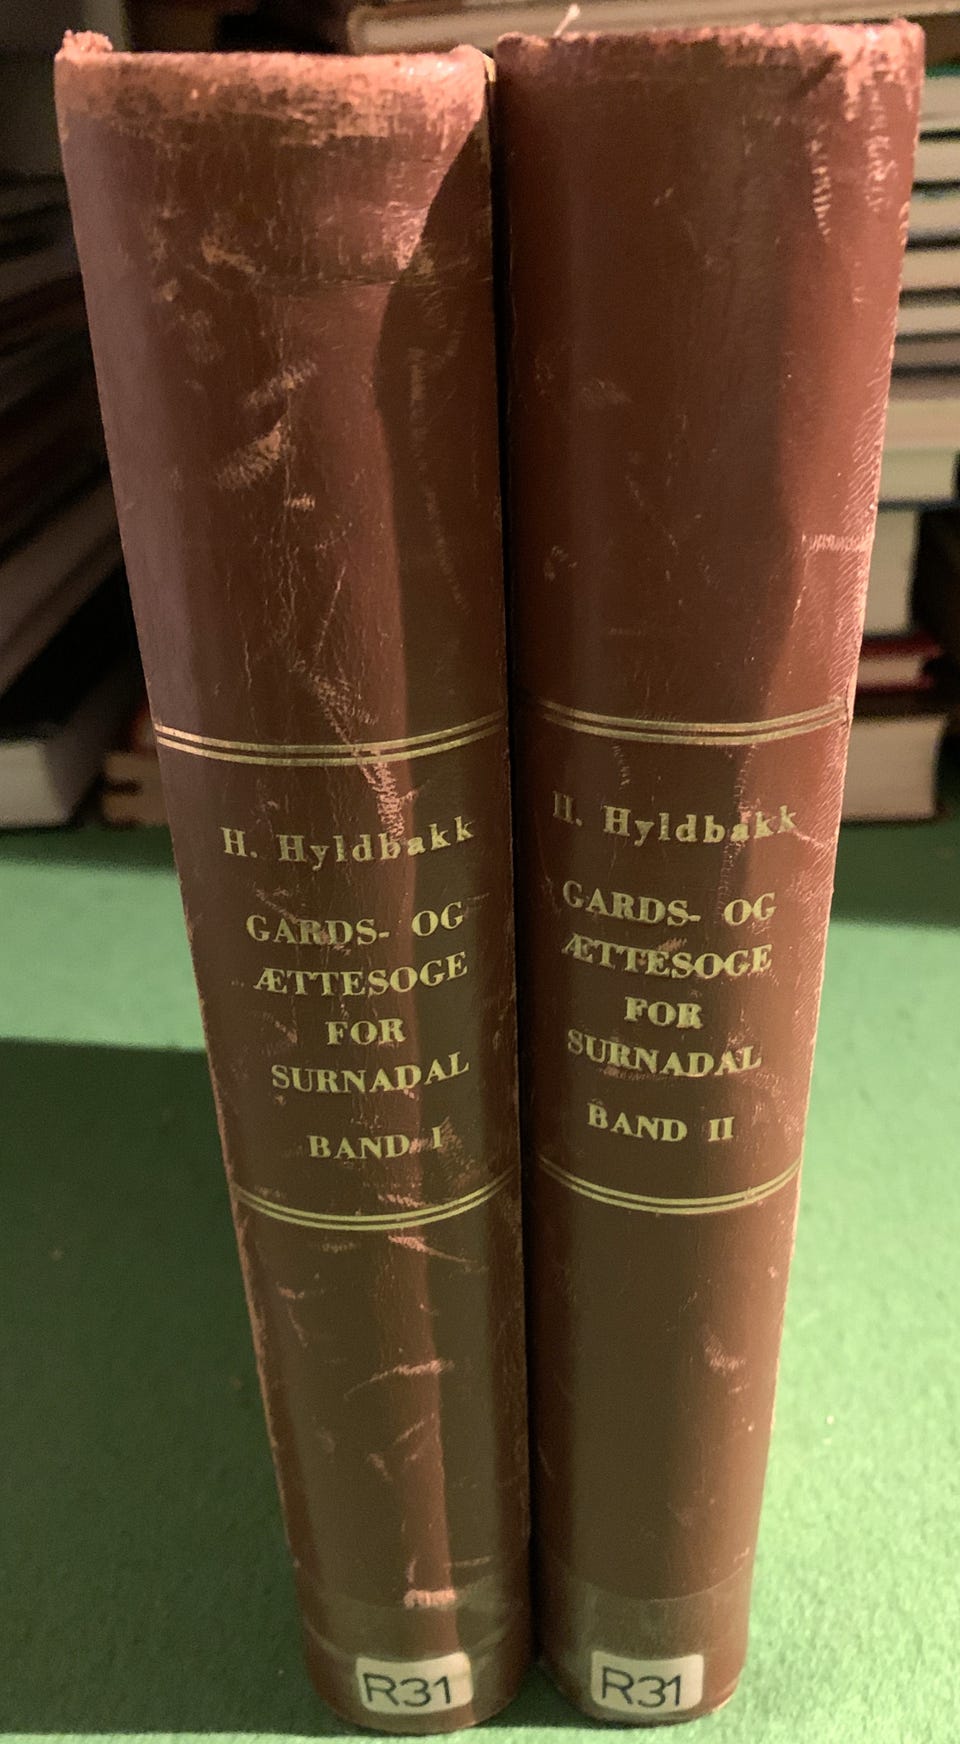 H. Hyldbakk
GARDS- OG
ÆTTESOGE
FOR
SURNADAL
BAND I
R31
H. Hyldbakk
GARDS- OG
ÆTTESOGE
FOR
SURNADAL
BAND II
R31